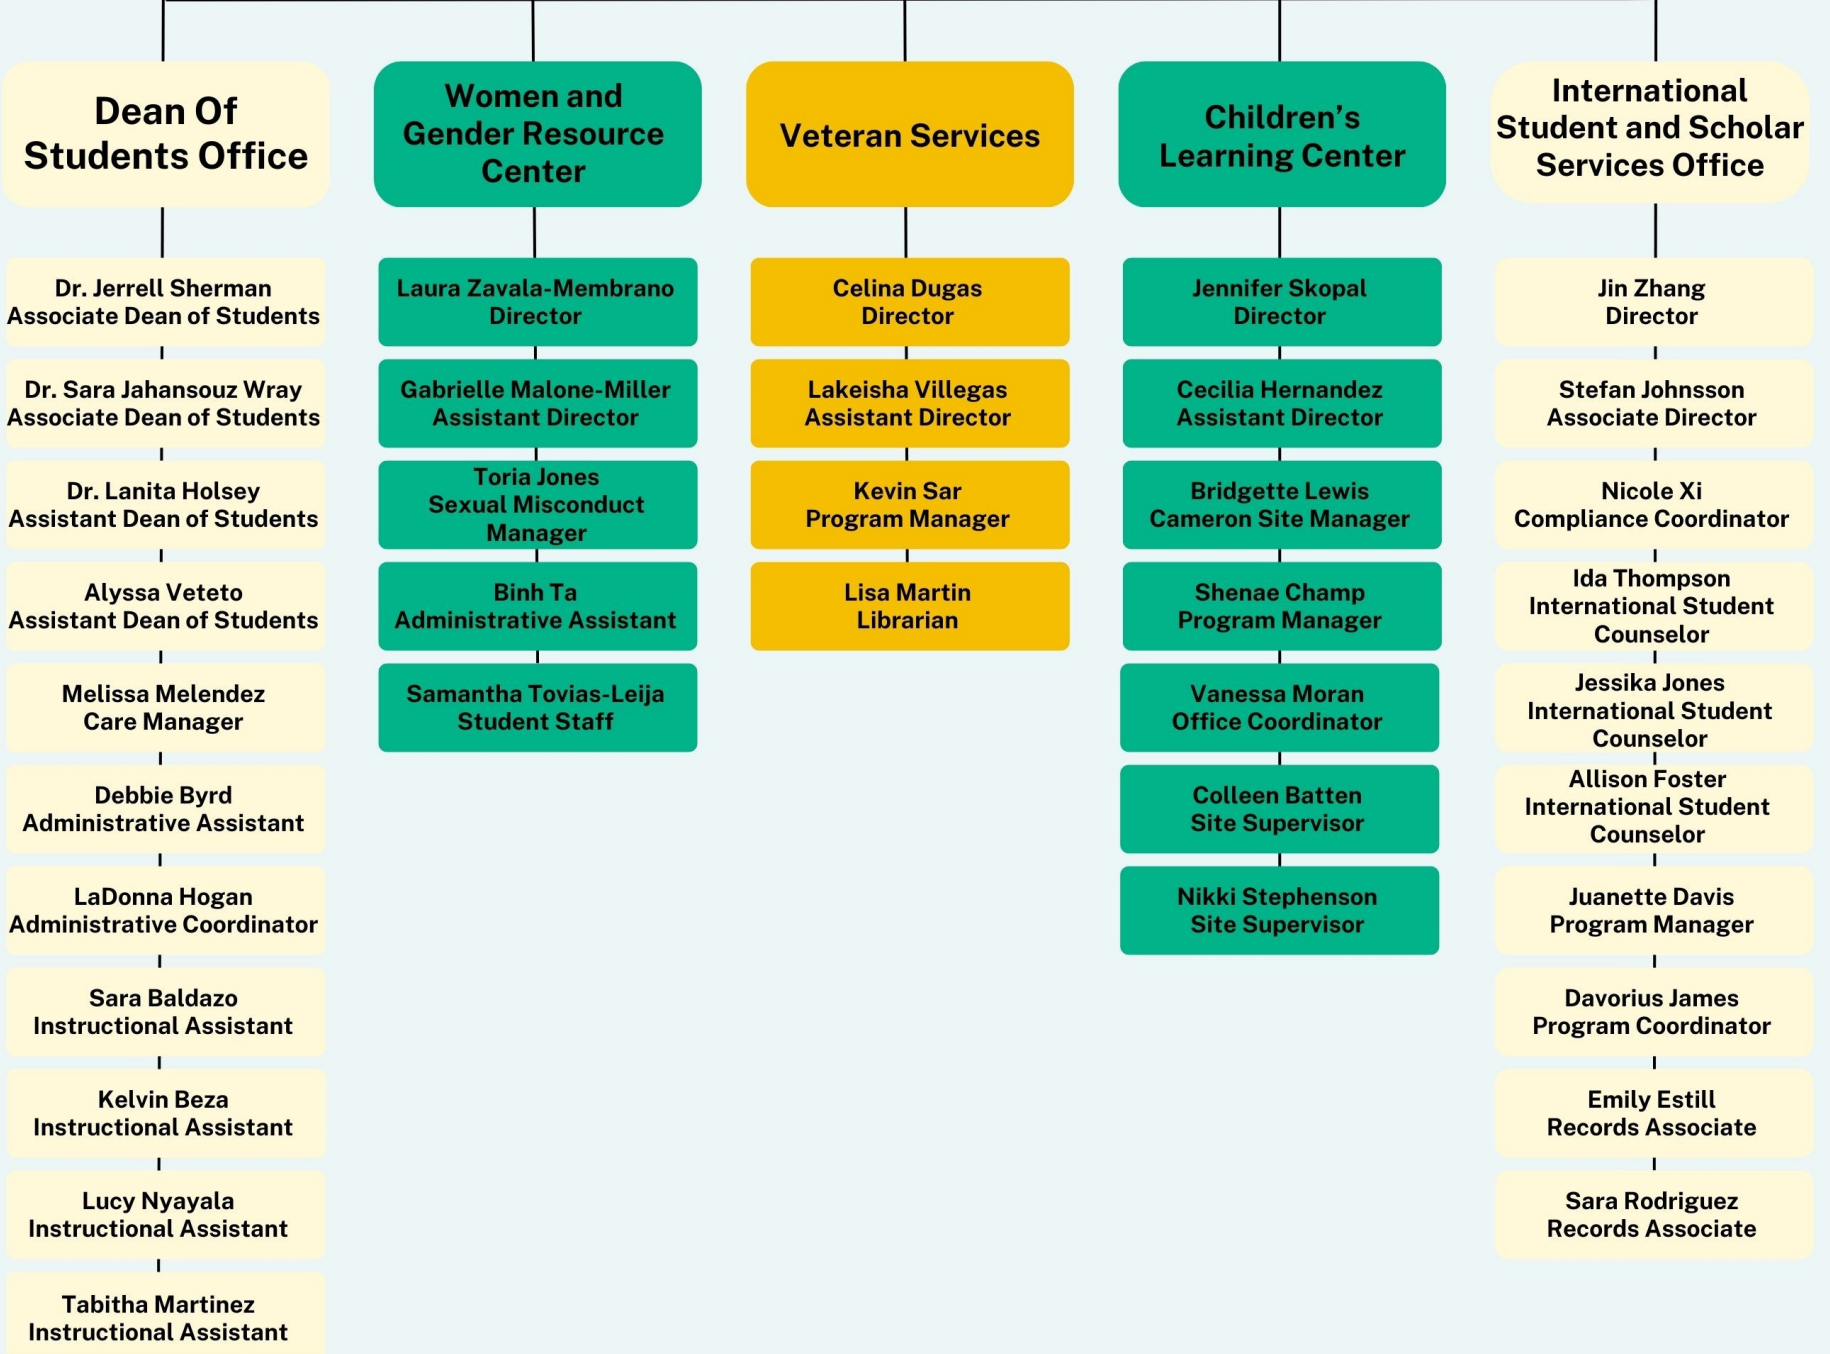 Dean Of
Students Office
Dr. Jerrell Sherman
Associate Dean of Students
Dr. Sara Jahansouz Wray
Associate Dean of Students
Dr. Lanita Holsey
Assistant Dean of Students
Alyssa Veteto
Assistant Dean of Students
Melissa Melendez
Care Manager
Debbie Byrd
Administrative Assistant
LaDonna Hogan
Administrative Coordinator
Sara Baldazo
Instructional Assistant
Kelvin Beza
Instructional Assistant
Lucy Nyayala
Instructional Assistant
Tabitha Martinez
Instructional Assistant
Women and
Gender Resource
Center
Laura Zavala-Membrano
Director
Gabrielle Malone-Miller
Assistant Director
Toria Jones
Sexual Misconduct
Manager
Binh Ta
Administrative Assistant
Samantha Tovias-Leija
Student Staff
Veteran Services
Celina Dugas
Director
Lakeisha Villegas
Assistant Director
Kevin Sar
Program Manager
Lisa Martin
Librarian
Children’s
Learning Center
Jennifer Skopal
Director
Cecilia Hernandez
Assistant Director
Bridgette Lewis
Cameron Site Manager
Shenae Champ
Program Manager
Vanessa Moran
Office Coordinator
Colleen Batten
Site Supervisor
Nikki Stephenson
Site Supervisor
International
Student and Scholar
Services Office
Jin Zhang
Director
Stefan Johnsson
Associate Director
Nicole Xi
Compliance Coordinator
Ida Thompson
International Student
Counselor
Jessika Jones
International Student
Counselor
Allison Foster
International Student
Counselor
Juanette Davis
Program Manager
Davorius James
Program Coordinator
Emily Estill
Records Associate
Sara Rodriguez
Records Associate